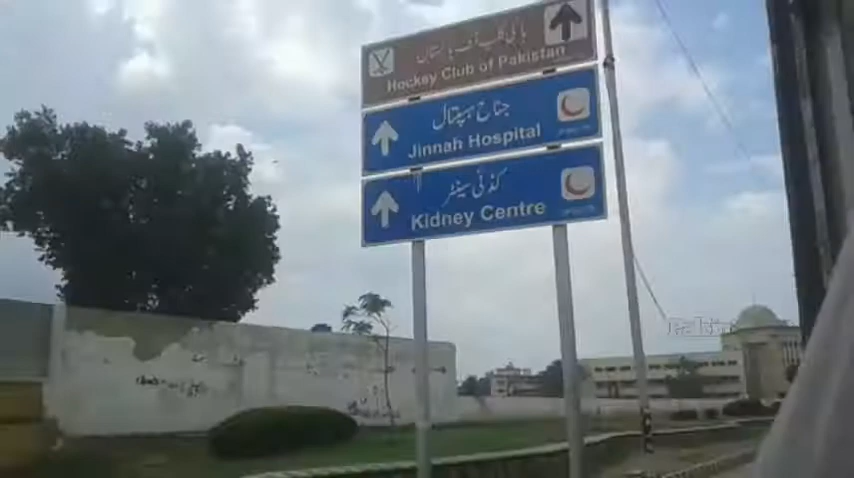 ہاکی کلب آف پاکستان
Hockey Club of Pakistan
جناح ہسپتال
Jinnah Hospital
کڈنی سینٹر
Kidney Centre